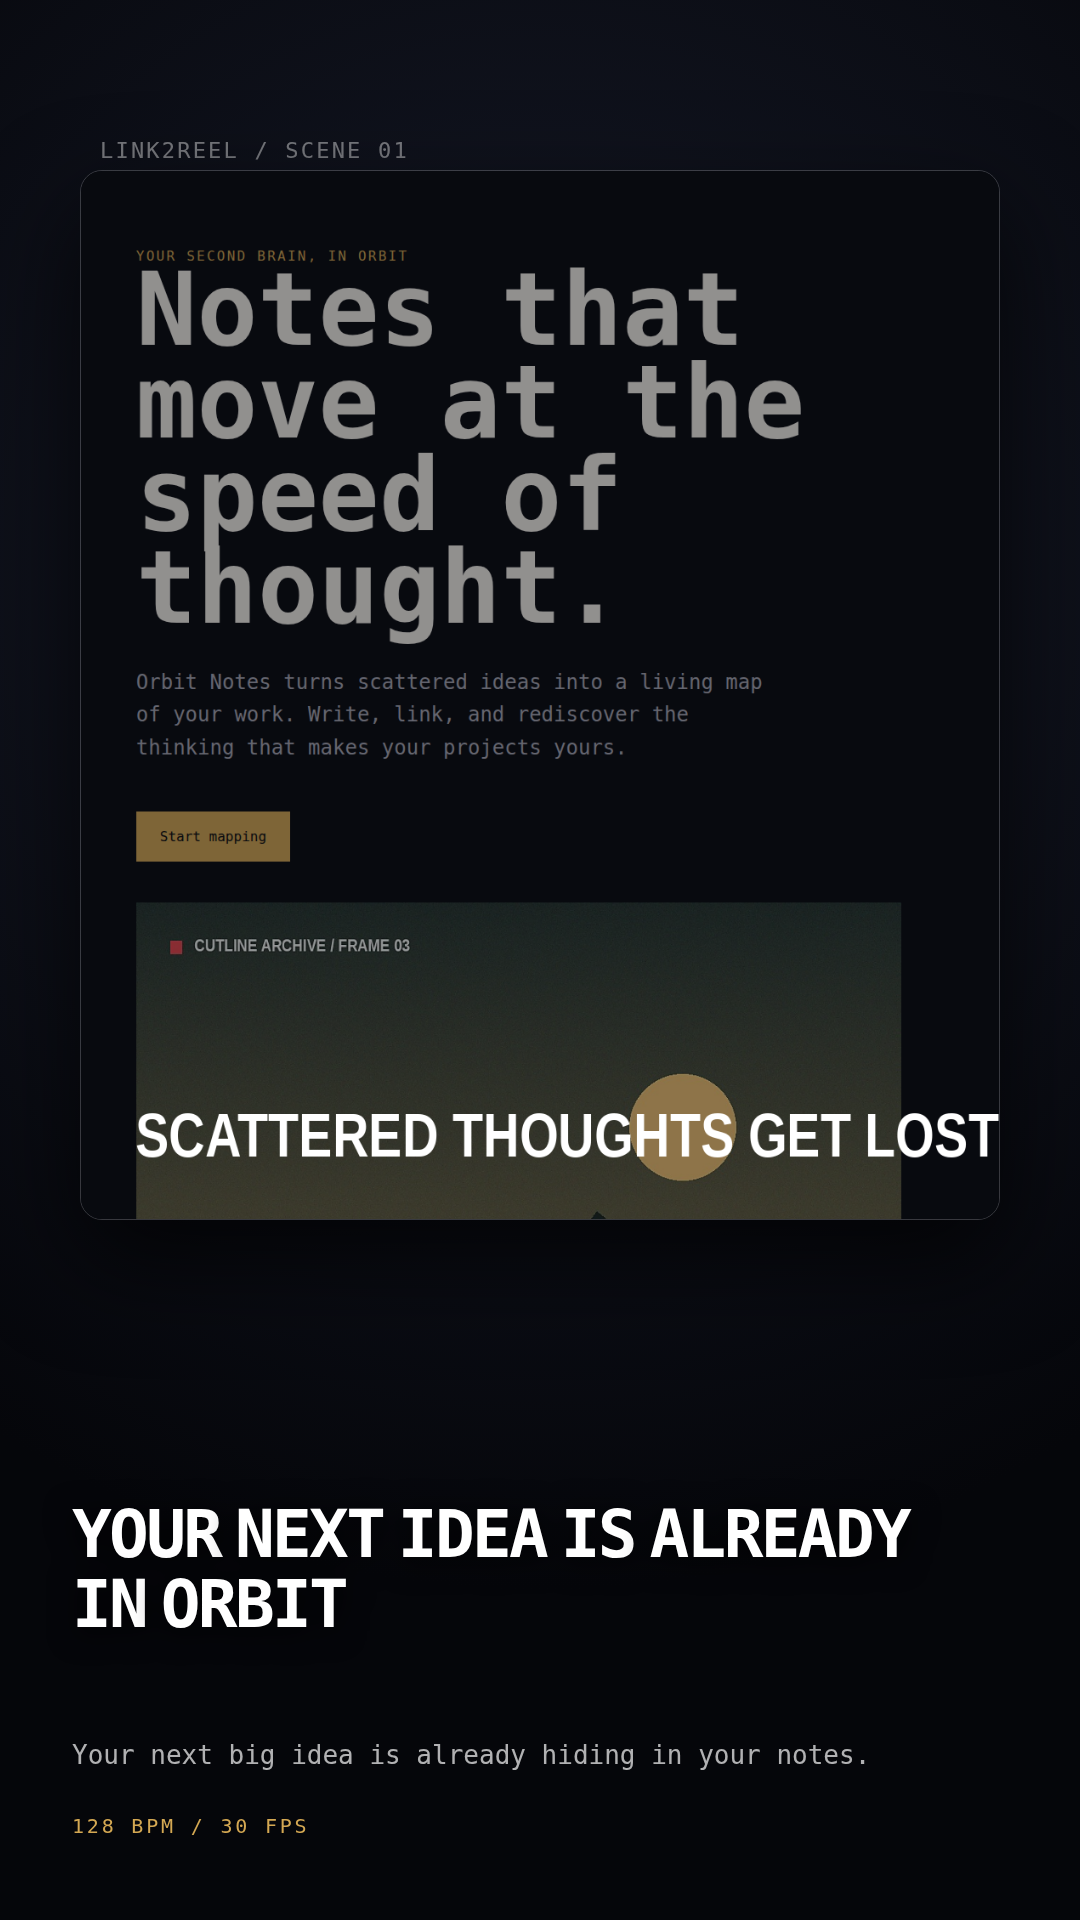 LINK2REEL / SCENE 01
YOUR SECOND BRAIN, IN ORBIT
Notes that
move at the
speed of
thought.
Orbit Notes turns scattered ideas into a living map
of your work. Write, link, and rediscover the
thinking that makes your projects yours.
Start mapping
CUTLINE ARCHIVE / FRAME 03
SCATTERED THOUGHTS GET LOST
YOUR NEXT IDEA IS ALREADY
IN ORBIT
Your next big idea is already hiding in your notes.
128 BPM / 30 FPS